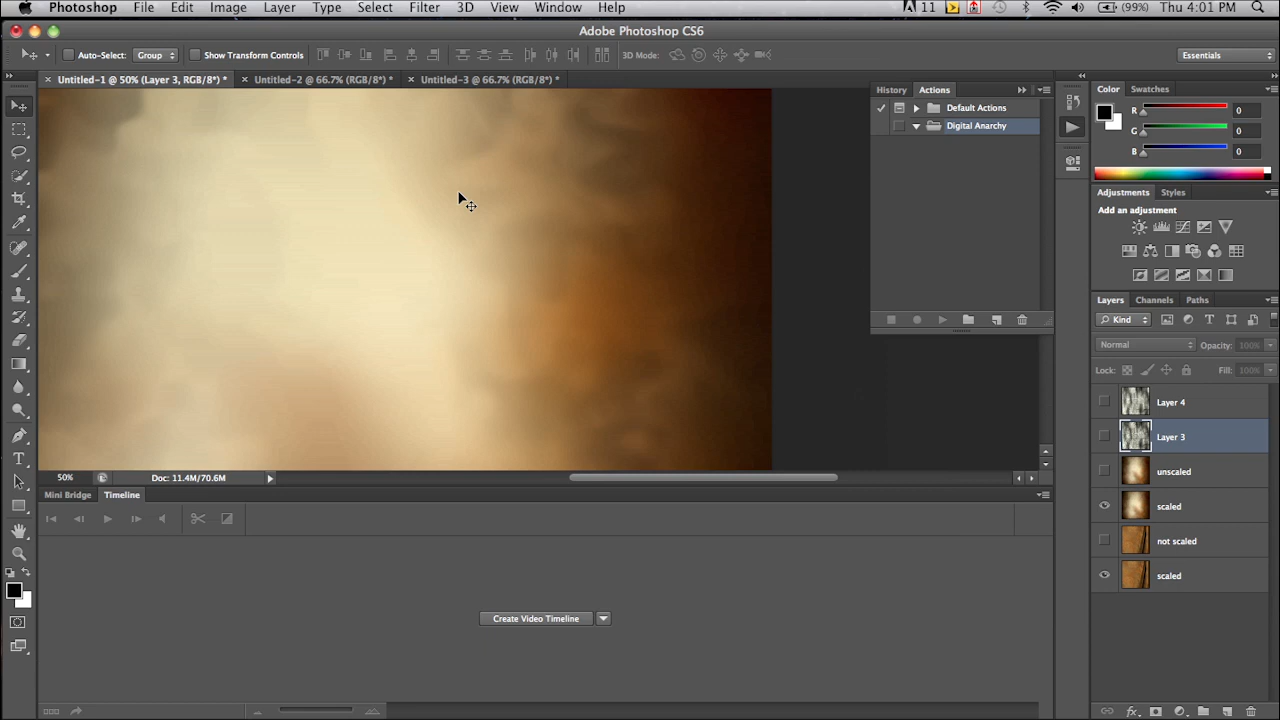 Photoshop File Edit Image Layer Type Select Filter 3D View Window Help 11 (99%) Thu 4:01 PM
Adobe Photoshop CS6
Auto-Select: Group Show Transform Controls 3D Mode: Essentials
× Untitled-1 @ 50% (Layer 3, RGB/8*) * × Untitled-2 @ 66.7% (RGB/8*) * × Untitled-3 @ 66.7% (RGB/8*) *
History Actions
Default Actions
Digital Anarchy
Color Swatches
R 0
G 0
B 0
Adjustments Styles
Add an adjustment
Layers Channels Paths
Kind
Normal Opacity: 100%
Lock: Fill: 100%
Layer 4
Layer 3
unscaled
scaled
not scaled
scaled
50% Doc: 11.4M/70.6M
Mini Bridge Timeline
Create Video Timeline